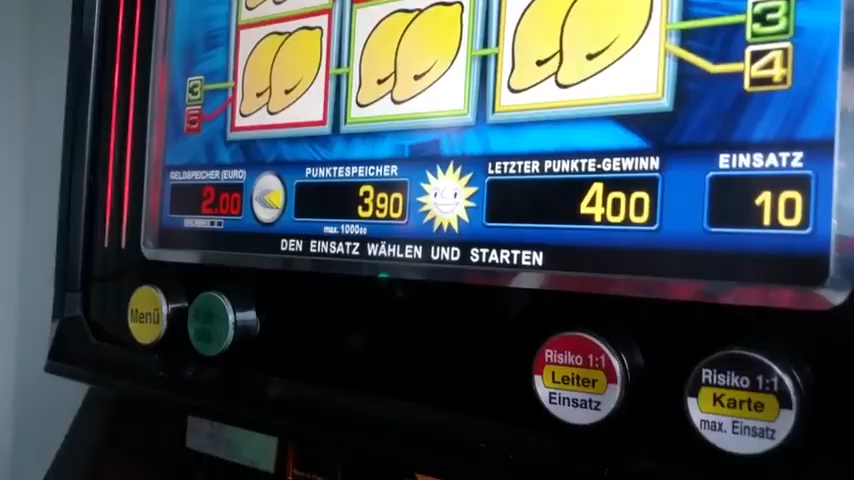 3
3
4
5
GELDSPEICHER (EURO)
PUNKTESPEICHER
LETZTER PUNKTE-GEWINN
EINSATZ
2.00
390
400
10
max. 100000
DEN EINSATZ WÄHLEN UND STARTEN
Menü
Risiko 1:1
Leiter
Einsatz
Risiko 1:1
Karte
max. Einsatz